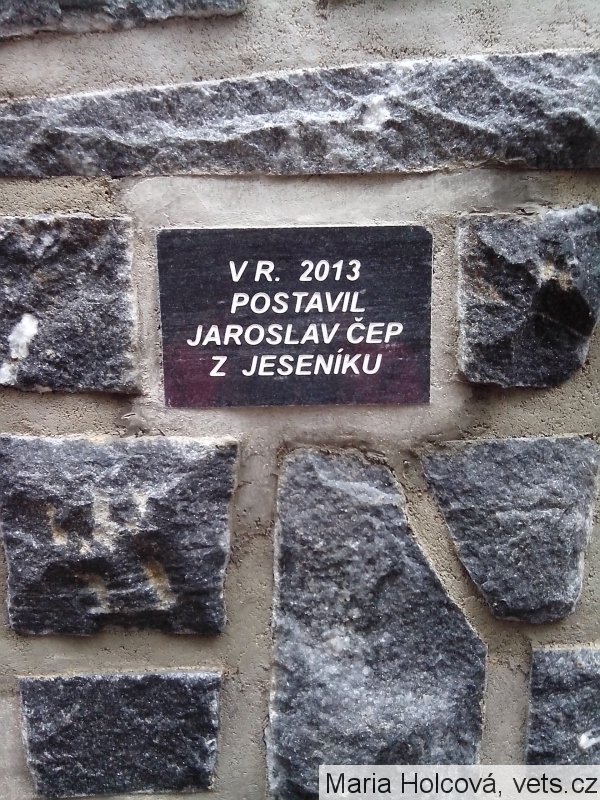 V R. 2013
POSTAVIL
JAROSLAV ČEP
Z JESENÍKU
Maria Holcová, vets.cz